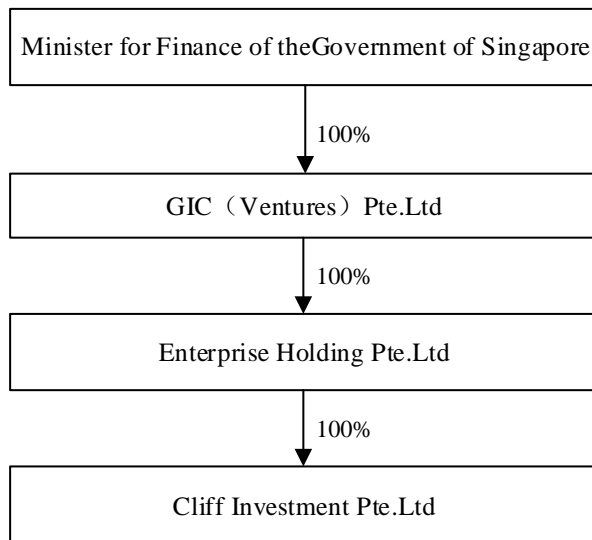 Minister for Finance of theGovernment of Singapore
100%
GIC（Ventures）Pte.Ltd
100%
Enterprise Holding Pte.Ltd
100%
Cliff Investment Pte.Ltd